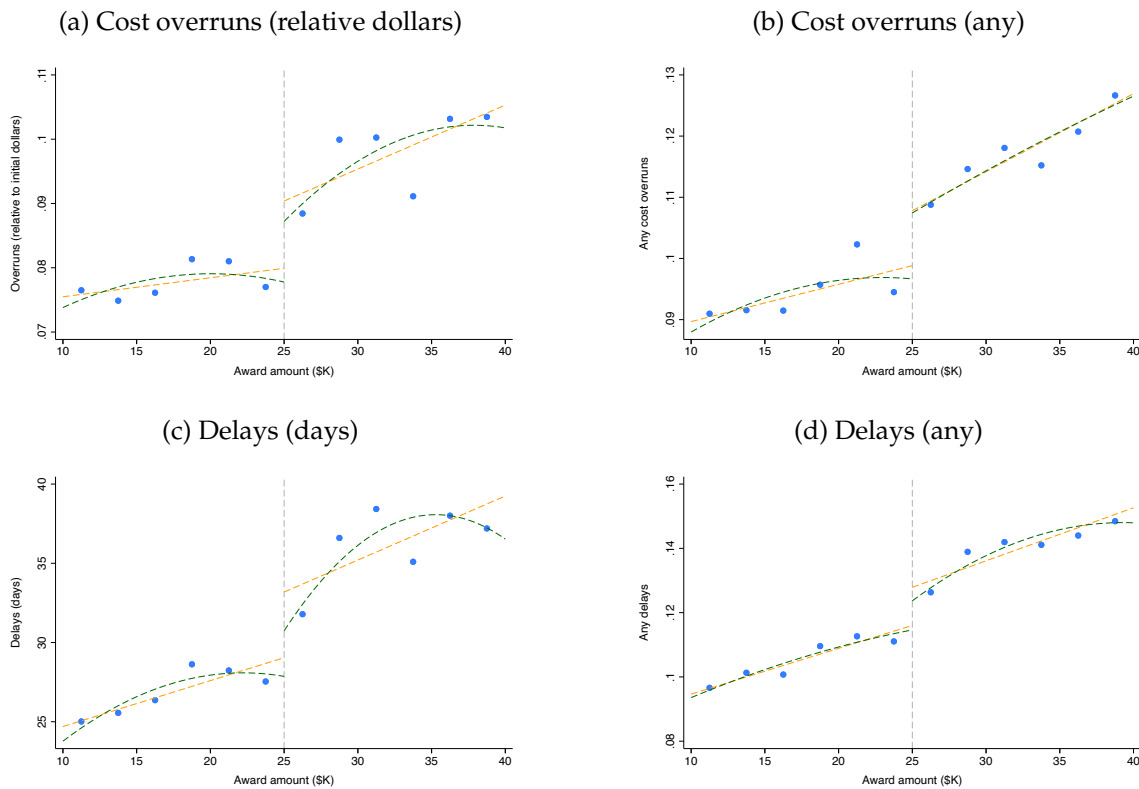 (a) Cost overruns (relative dollars)
Overruns (relative to initial dollars)
.11
.1
.09
.08
.07
10 15 20 25 30 35 40
Award amount ($K)
(b) Cost overruns (any)
Any cost overruns
.13
.12
.11
.1
.09
10 15 20 25 30 35 40
Award amount ($K)
(c) Delays (days)
Delays (days)
40
35
30
25
10 15 20 25 30 35 40
Award amount ($K)
(d) Delays (any)
Any delays
.16
.14
.12
.1
.08
10 15 20 25 30 35 40
Award amount ($K)